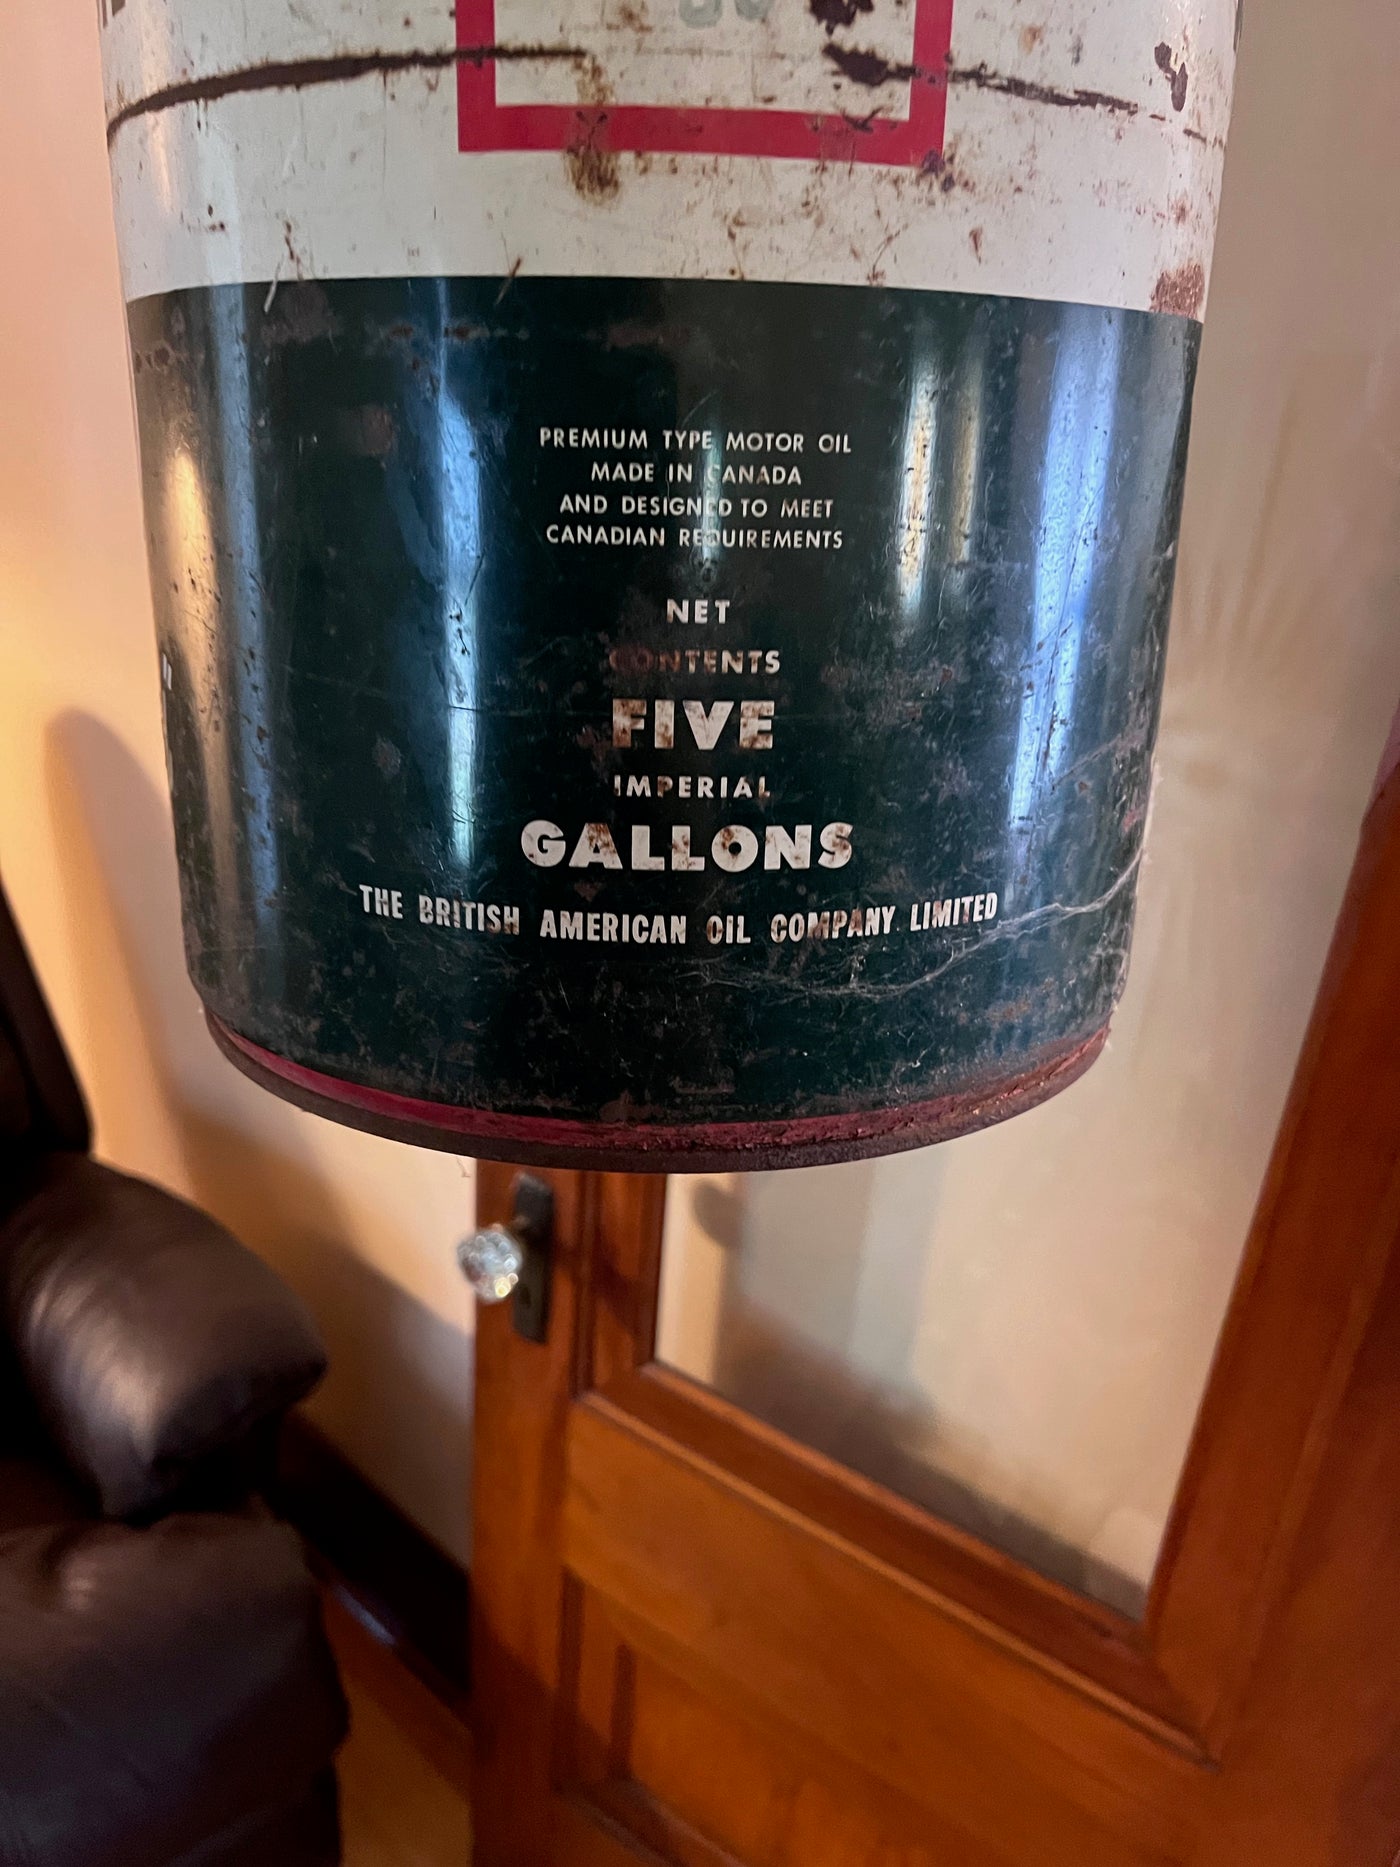 PREMIUM TYPE MOTOR OIL
MADE IN CANADA
AND DESIGNED TO MEET
CANADIAN REQUIREMENTS
NET
CONTENTS
FIVE
IMPERIAL
GALLONS
THE BRITISH AMERICAN OIL COMPANY LIMITED